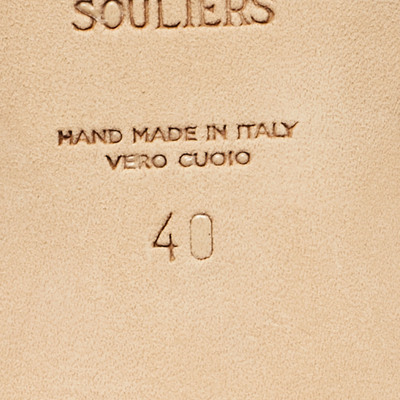 SOULIERS
HAND MADE IN ITALY
VERO CUOIO
40